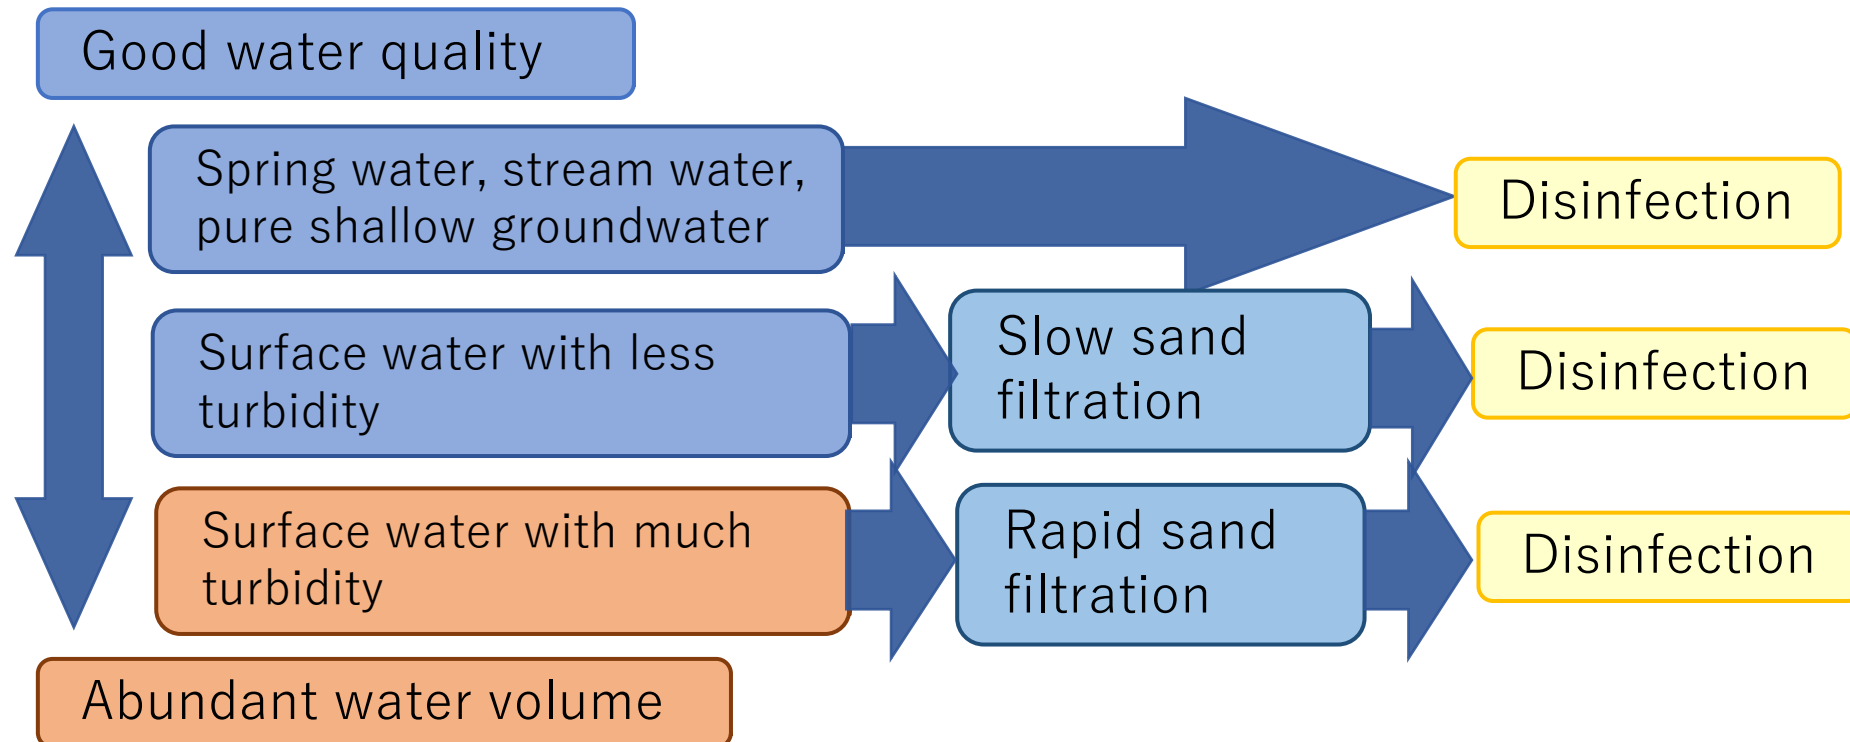 Good water quality
Spring water, stream water,
pure shallow groundwater
Disinfection
Surface water with less
turbidity
Slow sand
filtration
Disinfection
Surface water with much
turbidity
Rapid sand
filtration
Disinfection
Abundant water volume